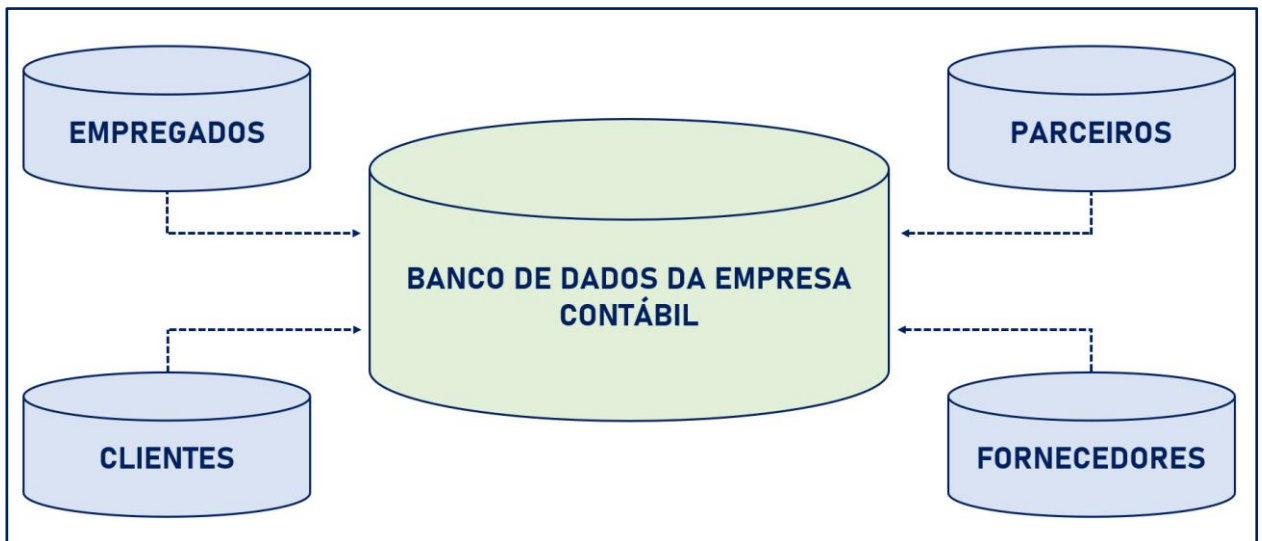 EMPREGADOS
PARCEIROS
BANCO DE DADOS DA EMPRESA
CONTÁBIL
CLIENTES
FORNECEDORES